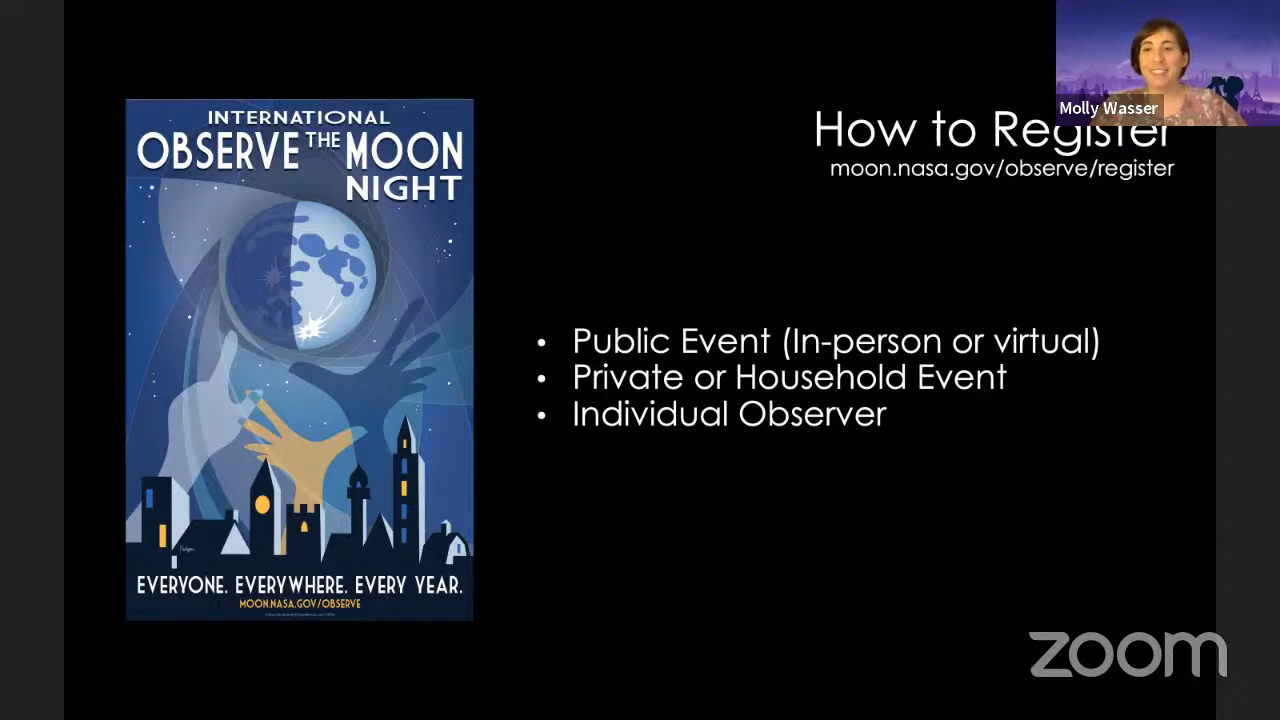 INTERNATIONAL
OBSERVE THE MOON
NIGHT
EVERYONE. EVERYWHERE. EVERY YEAR.
MOON.NASA.GOV/OBSERVE
How to Register
moon.nasa.gov/observe/register
• Public Event (In-person or virtual)
• Private or Household Event
• Individual Observer
Molly Wasser
zoom